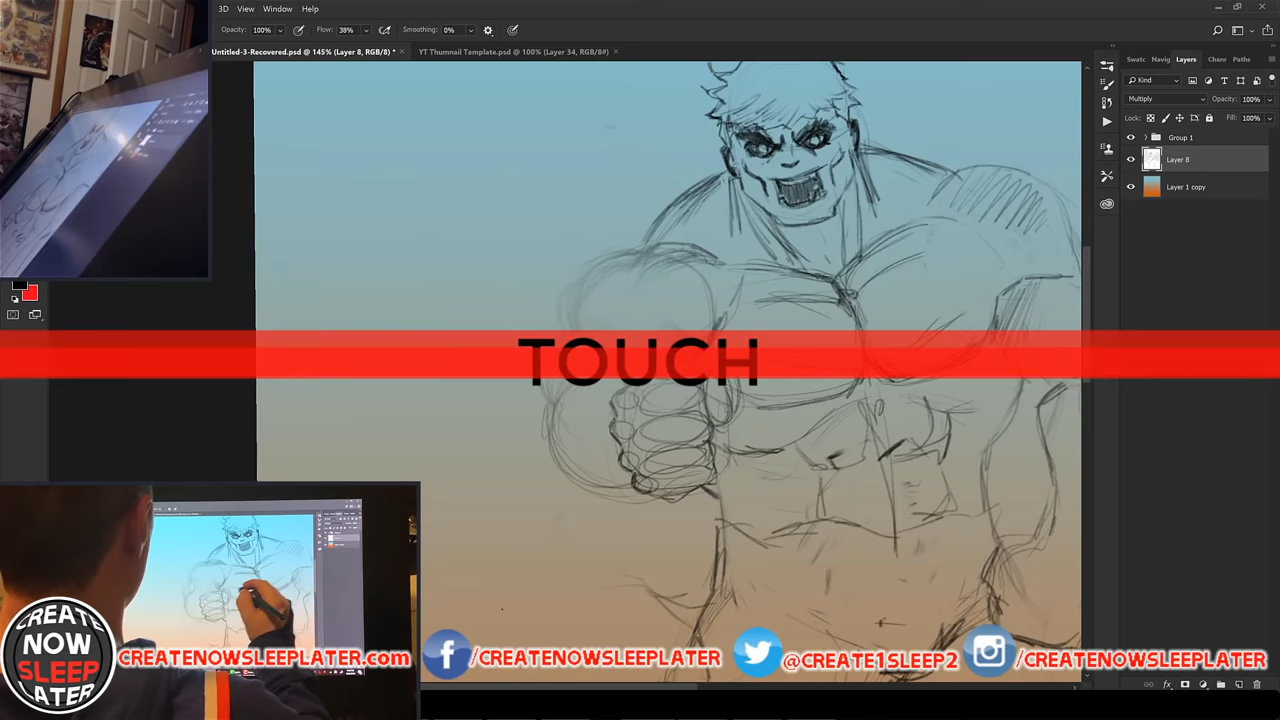 3D View Window Help
Opacity: 100% Flow: 38% Smoothing: 0%
Untitled-3-Recovered.psd @ 145% (Layer 8, RGB/8) * × YT Thumnail Template.psd @ 100% (Layer 34, RGB/8#) ×
Swatc Navig Layers Chanr Paths
Kind
Multiply Opacity: 100%
Lock: Fill: 100%
Group 1
Layer 8
Layer 1 copy
TOUCH
CREATE
NOW
SLEEP
LATER
CREATENOWSLEEPLATER.com
/CREATENOWSLEEPLATER
@CREATE1SLEEP2
/CREATENOWSLEEPLATER